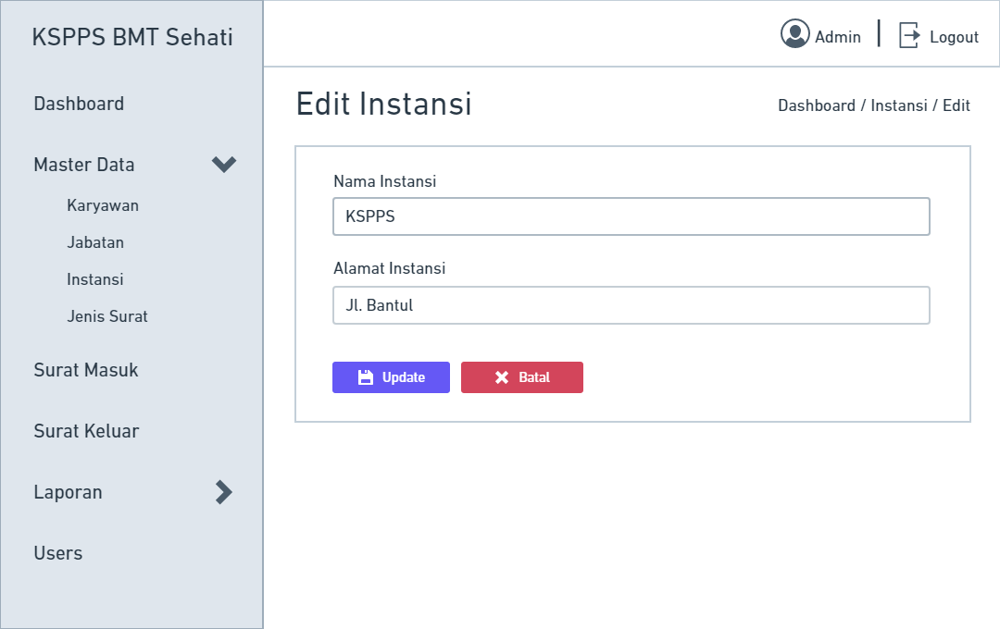 KSPPS BMT Sehati
Dashboard
Master Data
Karyawan
Jabatan
Instansi
Jenis Surat
Surat Masuk
Surat Keluar
Laporan
Users
Admin | Logout
Edit Instansi
Dashboard / Instansi / Edit
Nama Instansi
KSPPS
Alamat Instansi
Jl. Bantul
Update
Batal